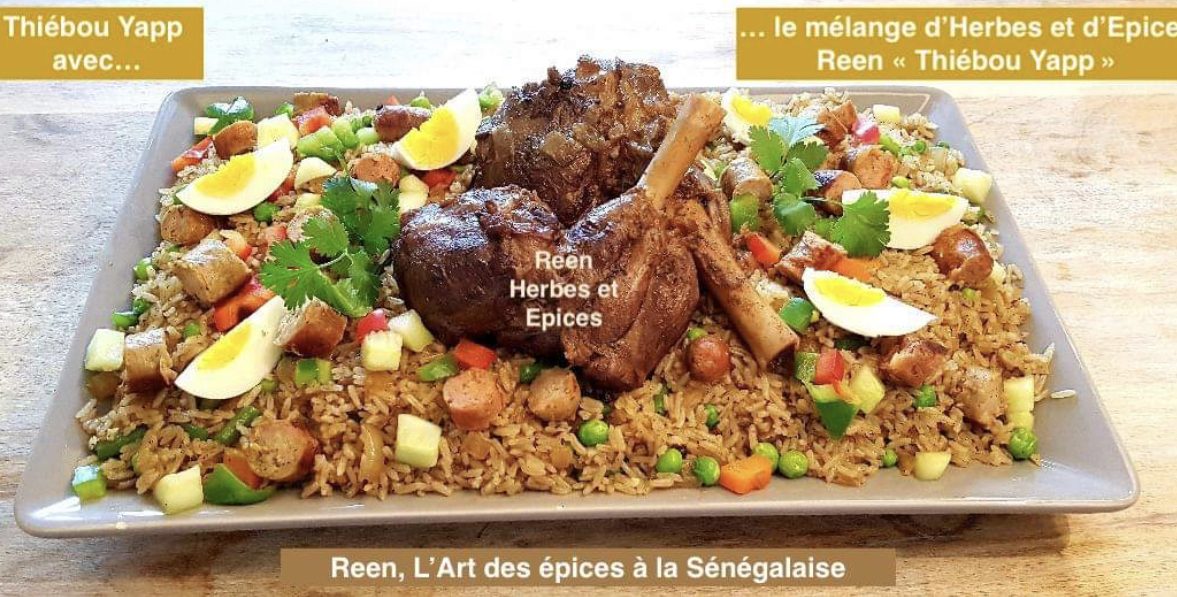 Thiébou Yapp
avec...
... le mélange d'Herbes et d'Epice
Reen « Thiébou Yapp »
Reen
Herbes et
Epices
Reen, L'Art des épices à la Sénégalaise